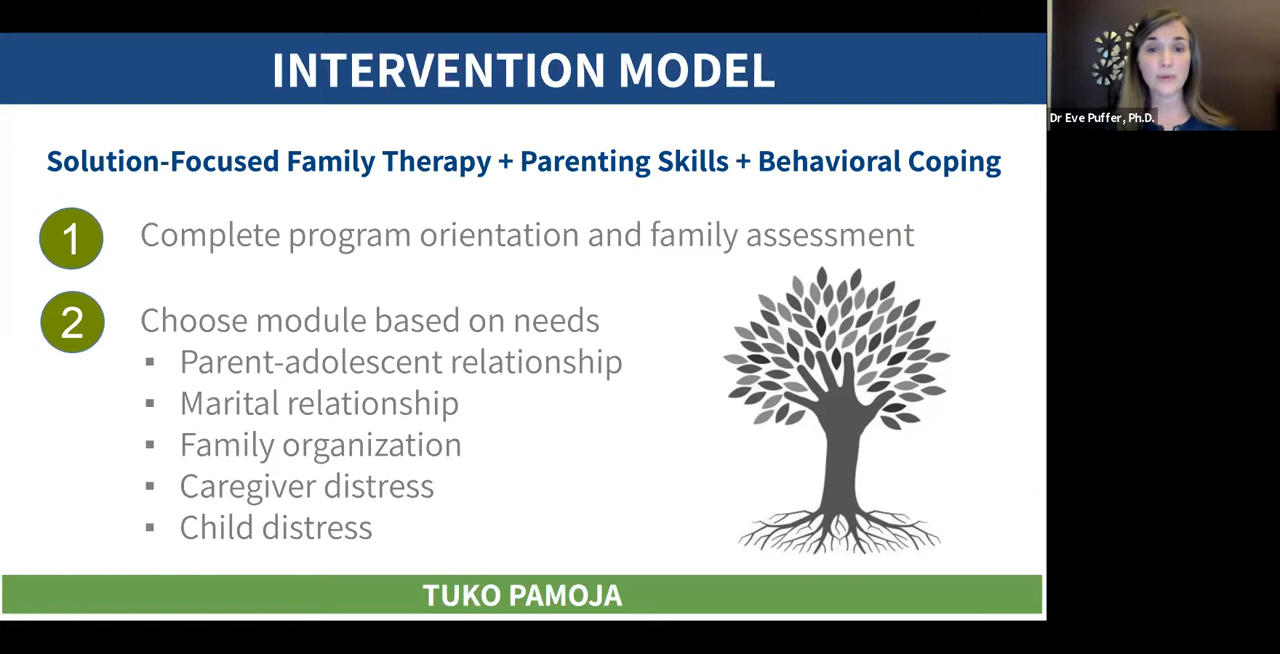 INTERVENTION MODEL
Solution-Focused Family Therapy + Parenting Skills + Behavioral Coping
1 Complete program orientation and family assessment
2 Choose module based on needs
▪ Parent-adolescent relationship
▪ Marital relationship
▪ Family organization
▪ Caregiver distress
▪ Child distress
TUKO PAMOJA
Dr Eve Puffer, Ph.D.